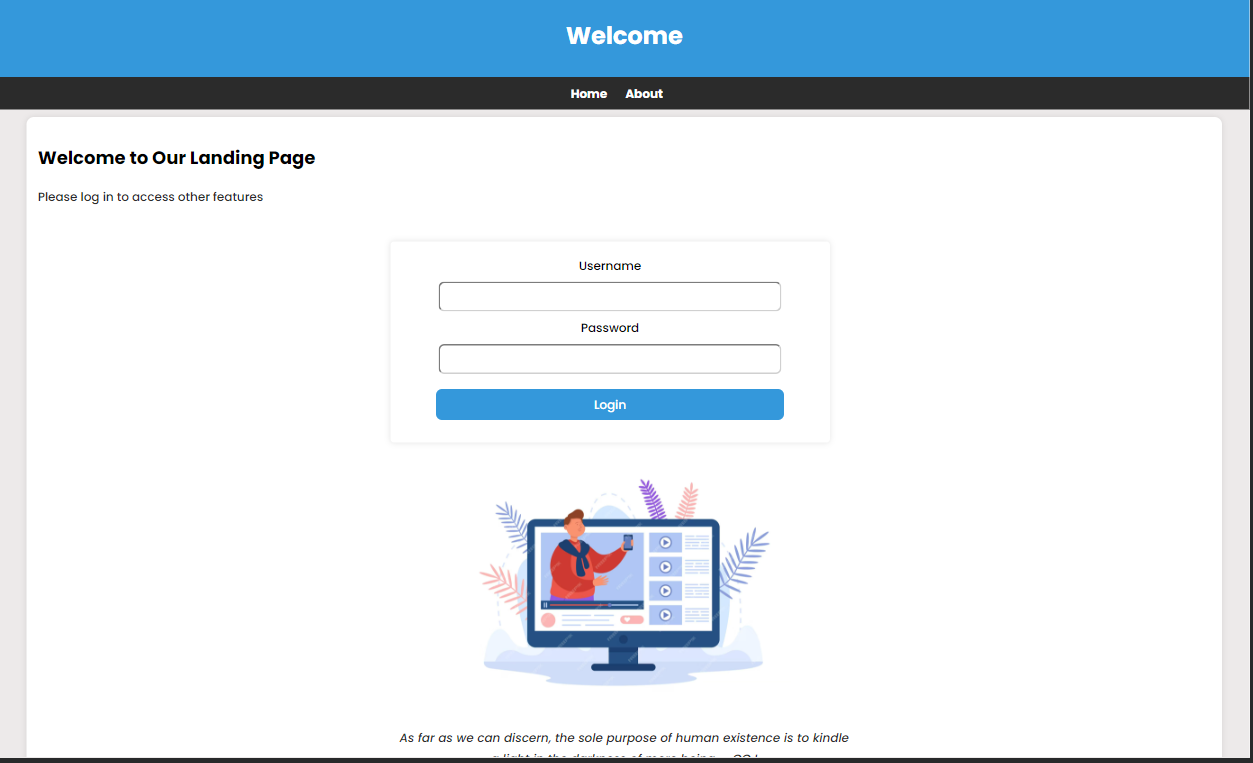 Welcome
Home About
Welcome to Our Landing Page
Please log in to access other features
Username
Password
Login
As far as we can discern, the sole purpose of human existence is to kindle